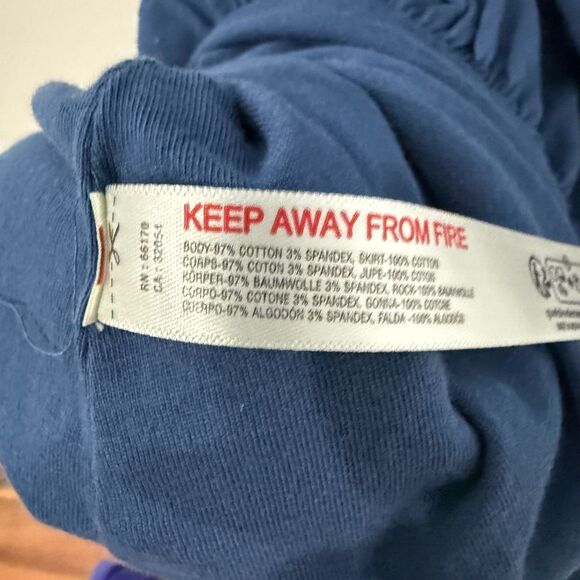 KEEP AWAY FROM FIRE
BODY-97% COTTON 3% SPANDEX, SKIRT-100% COTTON
CORPS-97% COTON 3% SPANDEX, JUPE-100% COTON
KÖRPER-97% BAUMWOLLE 3% SPANDEX, ROCK-100% BAUMWOLLE
CORPO-97% COTONE 3% SPANDEX, GONNA-100% COTONE
CUERPO-97% ALGODÓN 3% SPANDEX, FALDA -100% ALGODÓN
RN : 66170
CA :